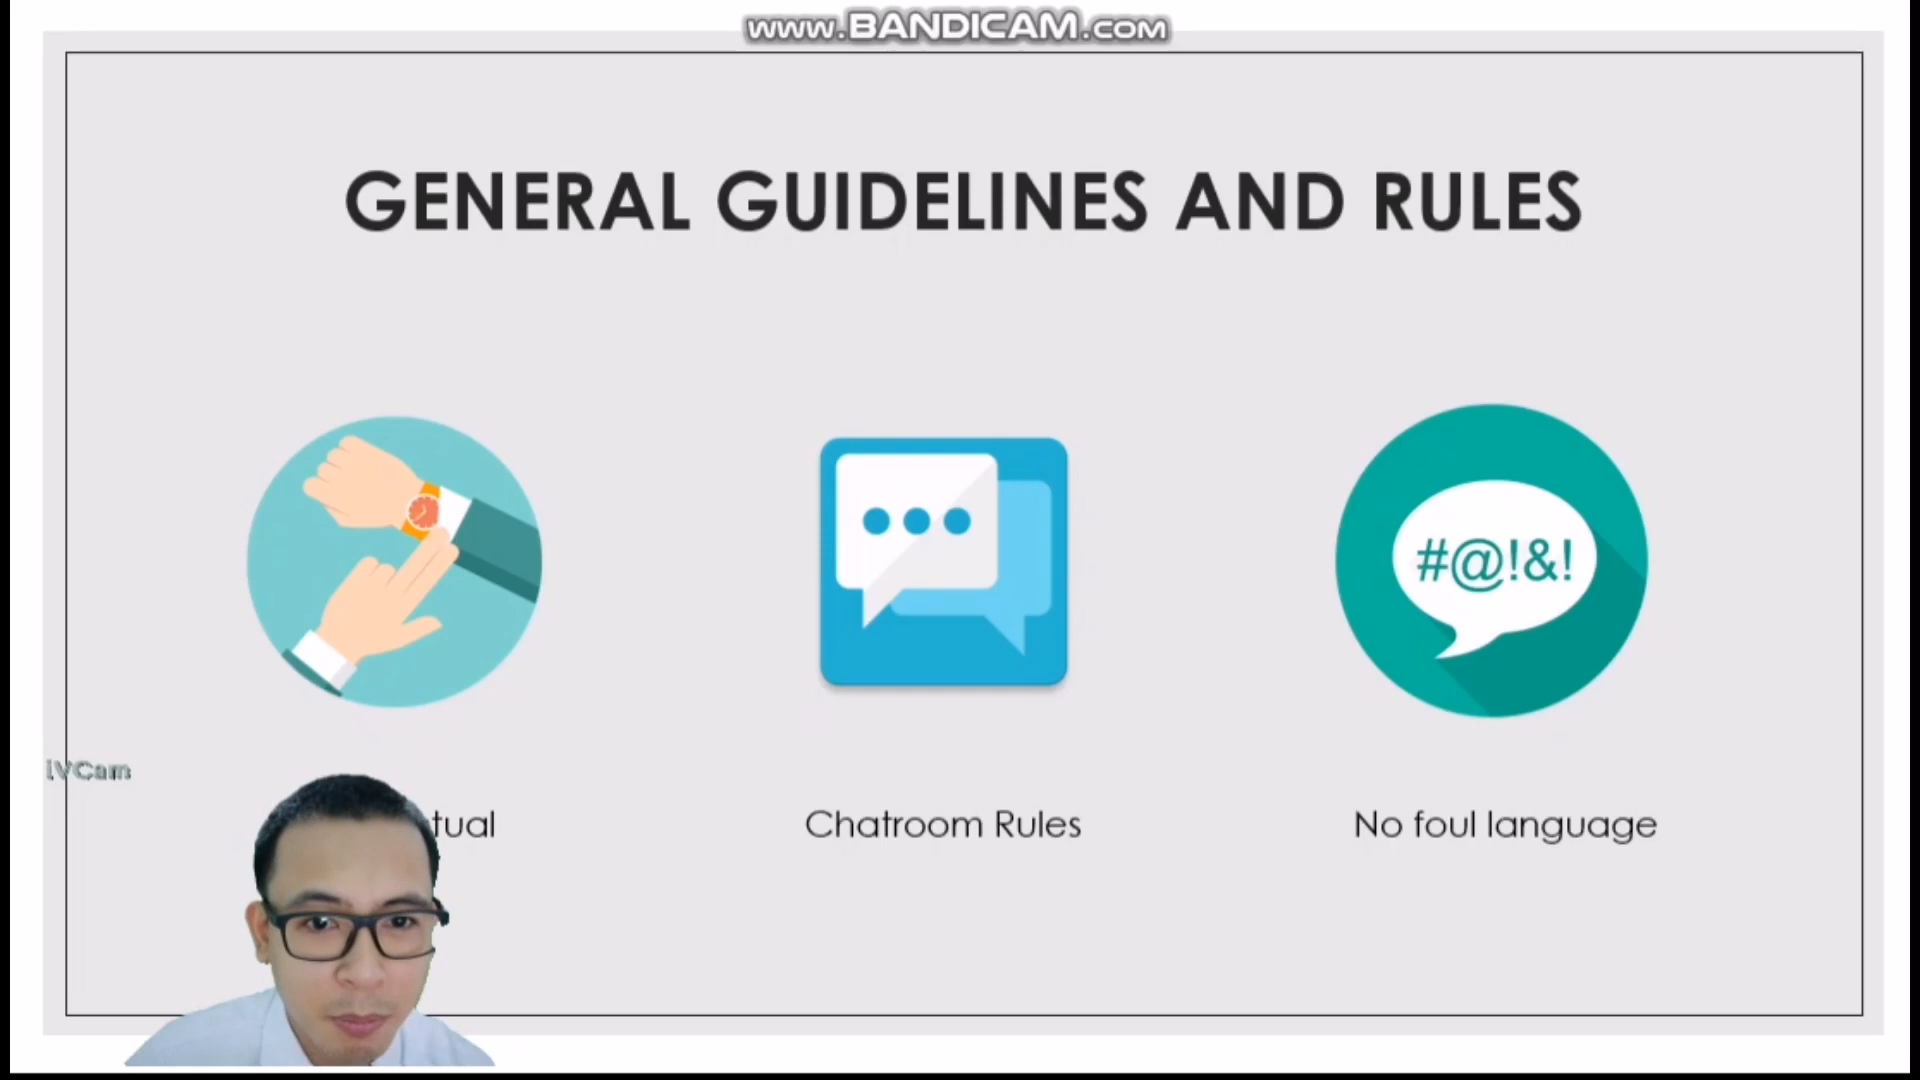 www.BANDICAM.com
GENERAL GUIDELINES AND RULES
#@!&!
iVCam
tual
Chatroom Rules
No foul language